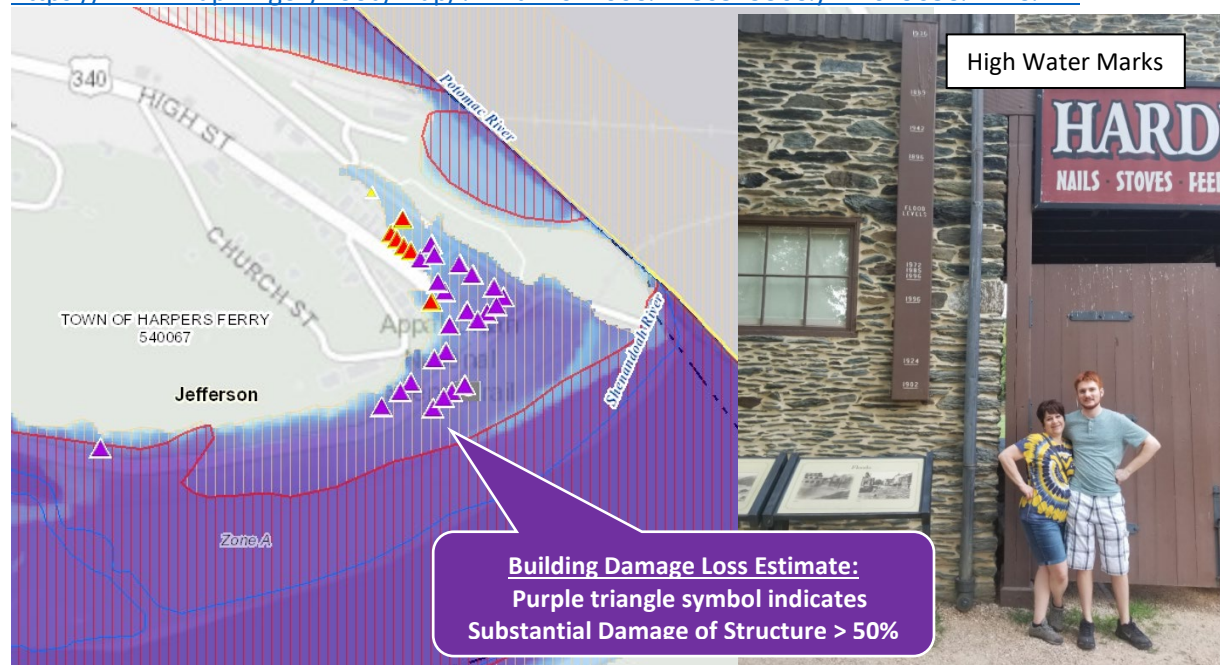 340
HIGH ST
Potomac River
CHURCH ST
TOWN OF HARPERS FERRY
540067
Jefferson
Shenandoah River
Zone A
Building Damage Loss Estimate:
Purple triangle symbol indicates
Substantial Damage of Structure > 50%
High Water Marks
1936
1889
1942
1896
FLOOD
LEVELS
1972
1985
1996
1996
1924
HARD
NAILS · STOVES · FEE
Floods